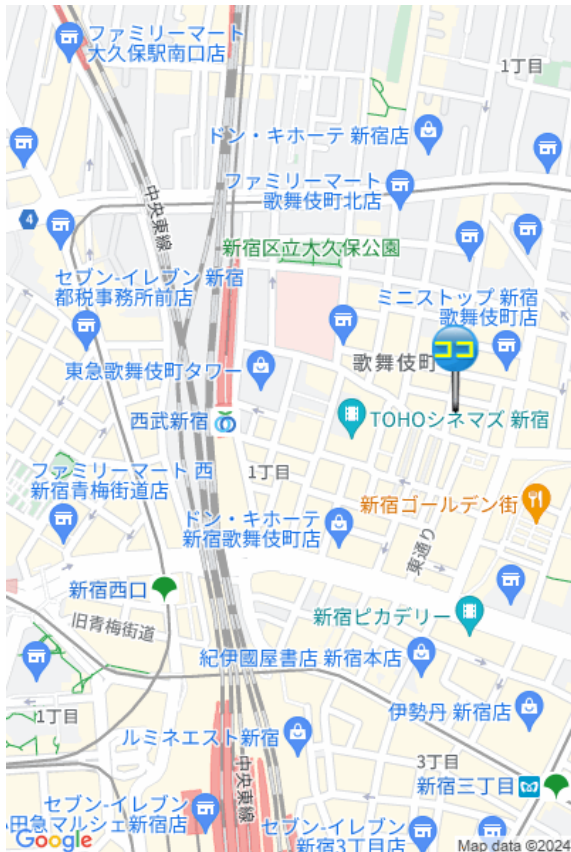 ファミリーマート
大久保駅南口店
1丁目
ドン・キホーテ 新宿店
中央東線
ファミリーマート
歌舞伎町北店
4
新宿区立大久保公園
セブン-イレブン 新宿
都税事務所前店
ミニストップ 新宿
歌舞伎町店
ココ
歌舞伎町
東急歌舞伎町タワー
西武新宿
TOHOシネマズ 新宿
ファミリーマート 西
新宿青梅街道店
1丁目
新宿ゴールデン街
ドン・キホーテ
新宿歌舞伎町店
東通り
新宿西口
新宿ピカデリー
旧青梅街道
紀伊國屋書店 新宿本店
1丁目
伊勢丹 新宿店
ルミネエスト新宿
3丁目
中央東線
新宿三丁目
セブン-イレブン
田急マルシェ新宿店
セブン-イレブン
新宿3丁目店
Google
Map data ©2024